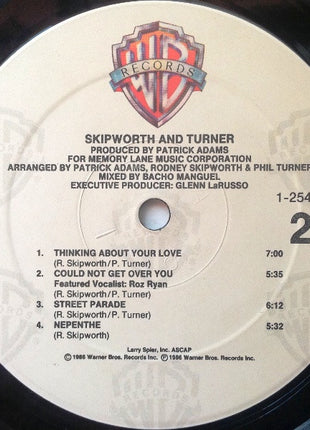 WB
RECORDS
SKIPWORTH AND TURNER
PRODUCED BY PATRICK ADAMS
FOR MEMORY LANE MUSIC CORPORATION
ARRANGED BY PATRICK ADAMS, RODNEY SKIPWORTH & PHIL TURNER
MIXED BY BACHO MANGUEL
EXECUTIVE PRODUCER: GLENN LaRUSSO
1-254
2
1. THINKING ABOUT YOUR LOVE 7:00
(R. Skipworth/P. Turner)
2. COULD NOT GET OVER YOU 5:35
Featured Vocalist: Roz Ryan
(R. Skipworth/P. Turner)
3. STREET PARADE 6:12
(R. Skipworth/P. Turner)
4. NEPENTHE 5:32
(R. Skipworth)
Larry Spier, Inc. ASCAP
© 1986 Warner Bros. Records Inc. ℗ 1986 Warner Bros. Records Inc.